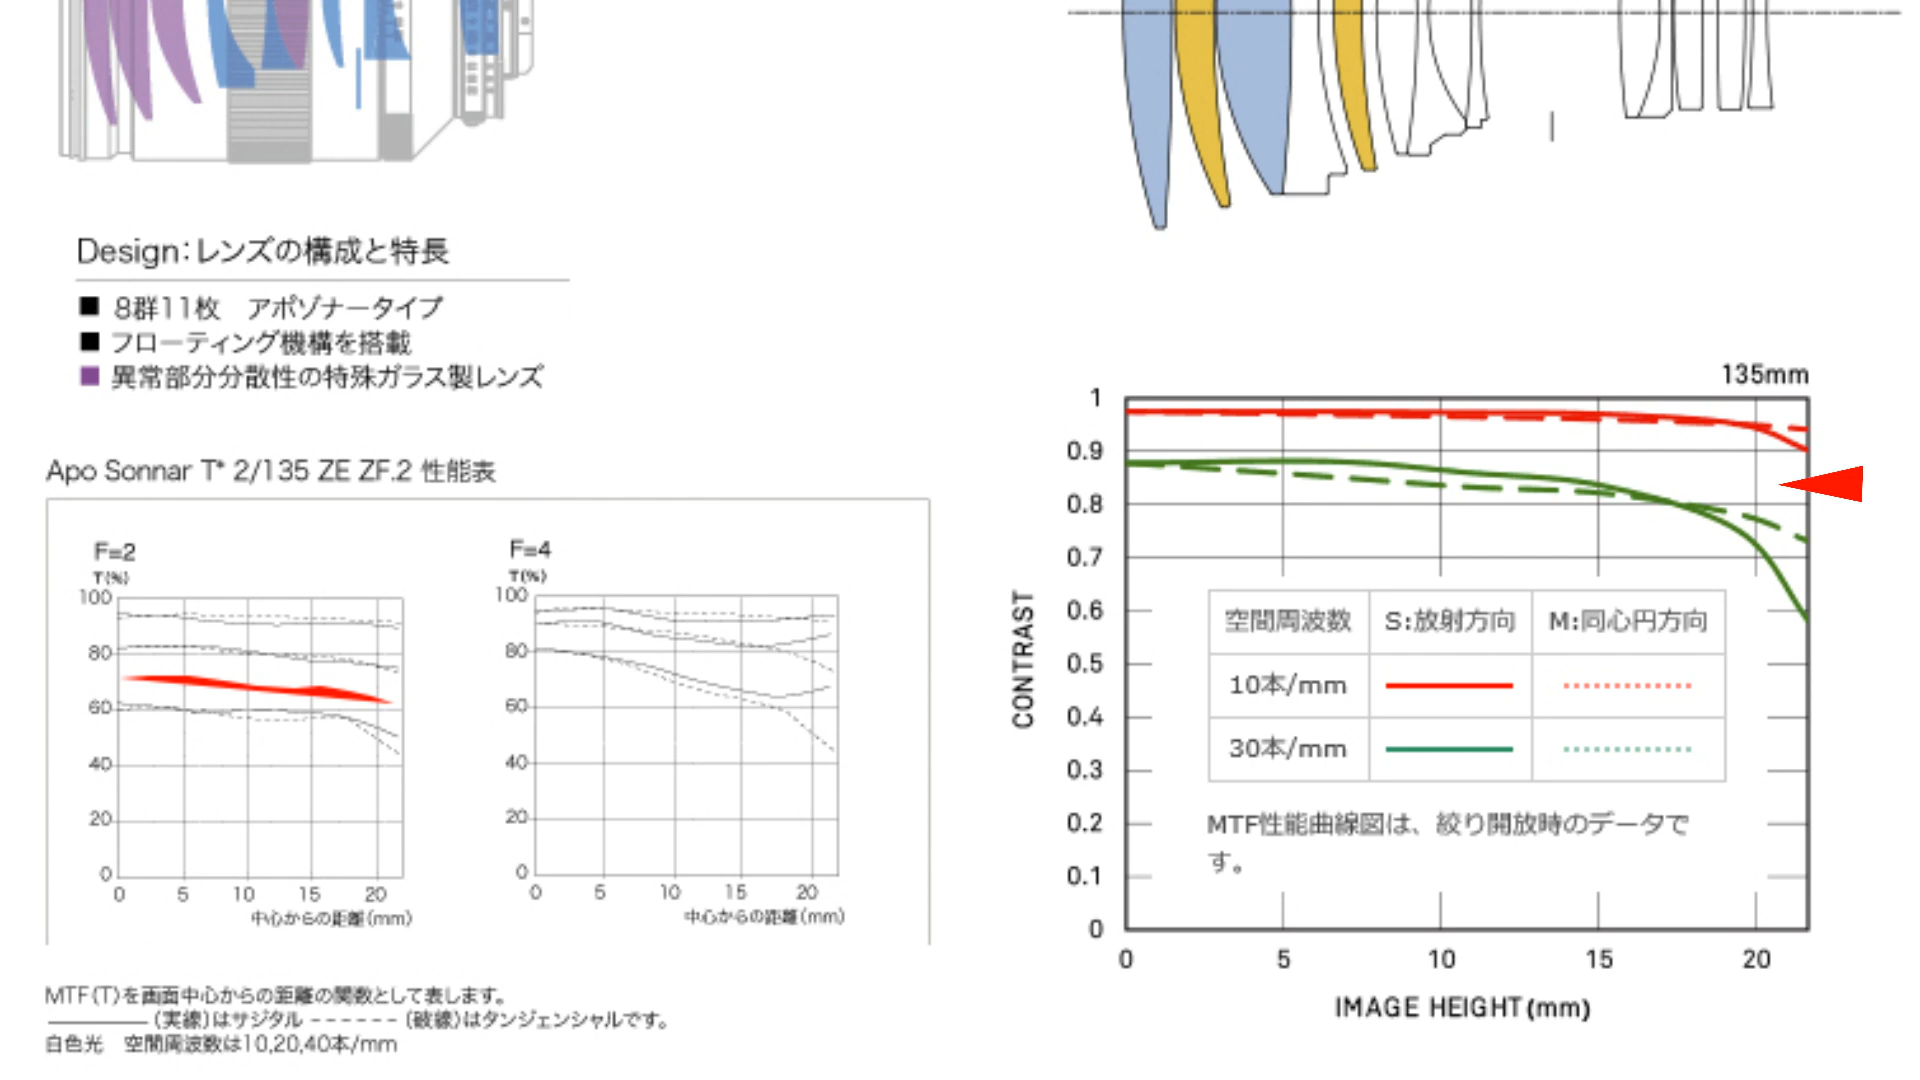 Design:レンズの構成と特長
■ 8群11枚　アポゾナータイプ
■ フローティング機構を搭載
■ 異常部分分散性の特殊ガラス製レンズ
Apo Sonnar T* 2/135 ZE ZF.2 性能表
F=2
T(%)
100
80
60
40
20
0
0 5 10 15 20
中心からの距離(mm)
F=4
T(%)
100
80
60
40
20
0
0 5 10 15 20
中心からの距離(mm)
MTF(T)を画面中心からの距離の関数として表します。
(実線)はサジタル ------ (破線)はタンジェンシャルです。
白色光　空間周波数は10,20,40本/mm
135mm
1
0.9
0.8
0.7
0.6
0.5
0.4
0.3
0.2
0.1
0
CONTRAST
空間周波数 S:放射方向 M:同心円方向
10本/mm
30本/mm
MTF性能曲線図は、絞り開放時のデータで
す。
0 5 10 15 20
IMAGE HEIGHT(mm)